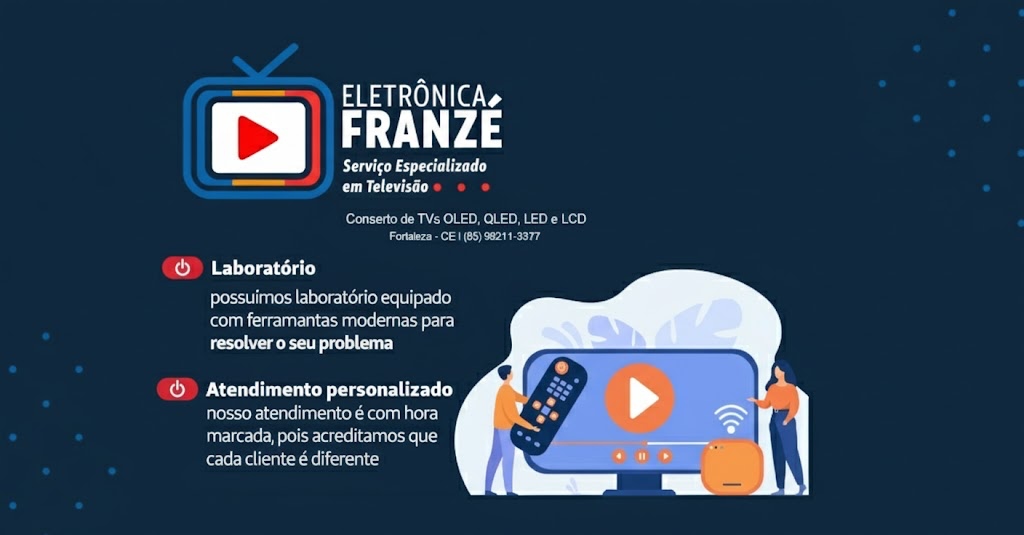 ELETRÔNICA
FRANZÉ
Serviço Especializado
em Televisão
Conserto de TVs OLED, QLED, LED e LCD
Fortaleza - CE | (85) 98211-3377
Laboratório
possuímos laboratório equipado
com ferramantas modernas para
resolver o seu problema
Atendimento personalizado
nosso atendimento é com hora
marcada, pois acreditamos que
cada cliente é diferente